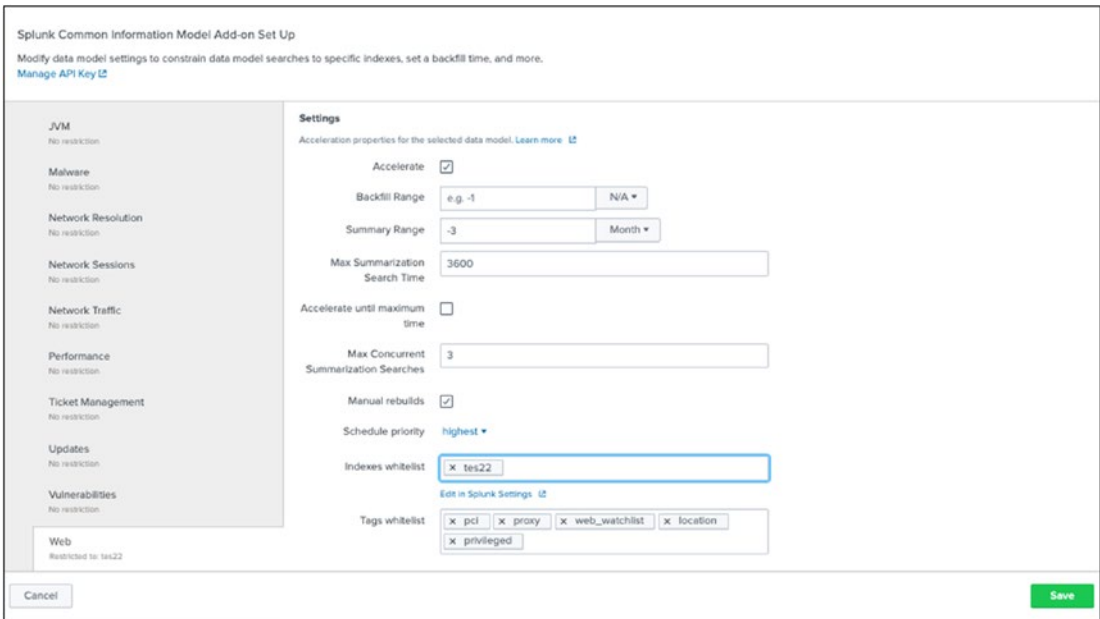 Splunk Common Information Model Add-on Set Up
Modify data model settings to constrain data model searches to specific indexes, set a backfill time, and more.
Manage API Key
JVM
No restriction
Malware
No restriction
Network Resolution
No restriction
Network Sessions
No restriction
Network Traffic
No restriction
Performance
No restriction
Ticket Management
No restriction
Updates
No restriction
Vulnerabilities
No restriction
Web
Restricted to: tes22
Settings
Acceleration properties for the selected data model. Learn more
Accelerate
Backfill Range e.g. -1 N/A
Summary Range -3 Month
Max Summarization
Search Time 3600
Accelerate until maximum
time
Max Concurrent
Summarization Searches 3
Manual rebuilds
Schedule priority highest
Indexes whitelist × tes22
Edit in Splunk Settings
Tags whitelist × pci × proxy × web_watchlist × location
× privileged
Cancel Save